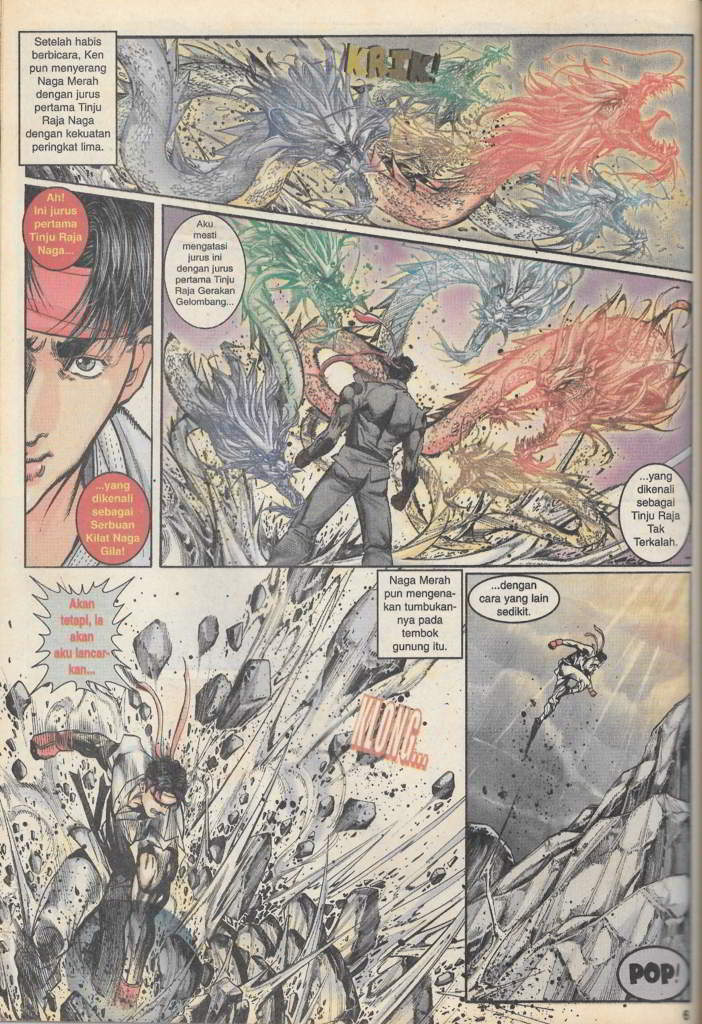 Setelah habis
berbicara, Ken
pun menyerang
Naga Merah
dengan jurus
pertama Tinju
Raja Naga
dengan kekuatan
peringkat lima.
KRIK!
Ah!
Ini jurus
pertama
Tinju Raja
Naga...
...yang
dikenali
sebagai
Serbuan
Kilat Naga
Gila!
Aku
mesti
mengatasi
jurus ini
dengan jurus
pertama Tinju
Raja Gerakan
Gelombang...
...yang
dikenali
sebagai
Tinju Raja
Tak
Terkalah.
Akan
tetapi, ia
akan
aku lancar-
kan...
Naga Merah
pun mengena-
kan tumbukan-
nya pada
tembok
gunung itu.
...dengan
cara yang lain
sedikit.
POP!
6